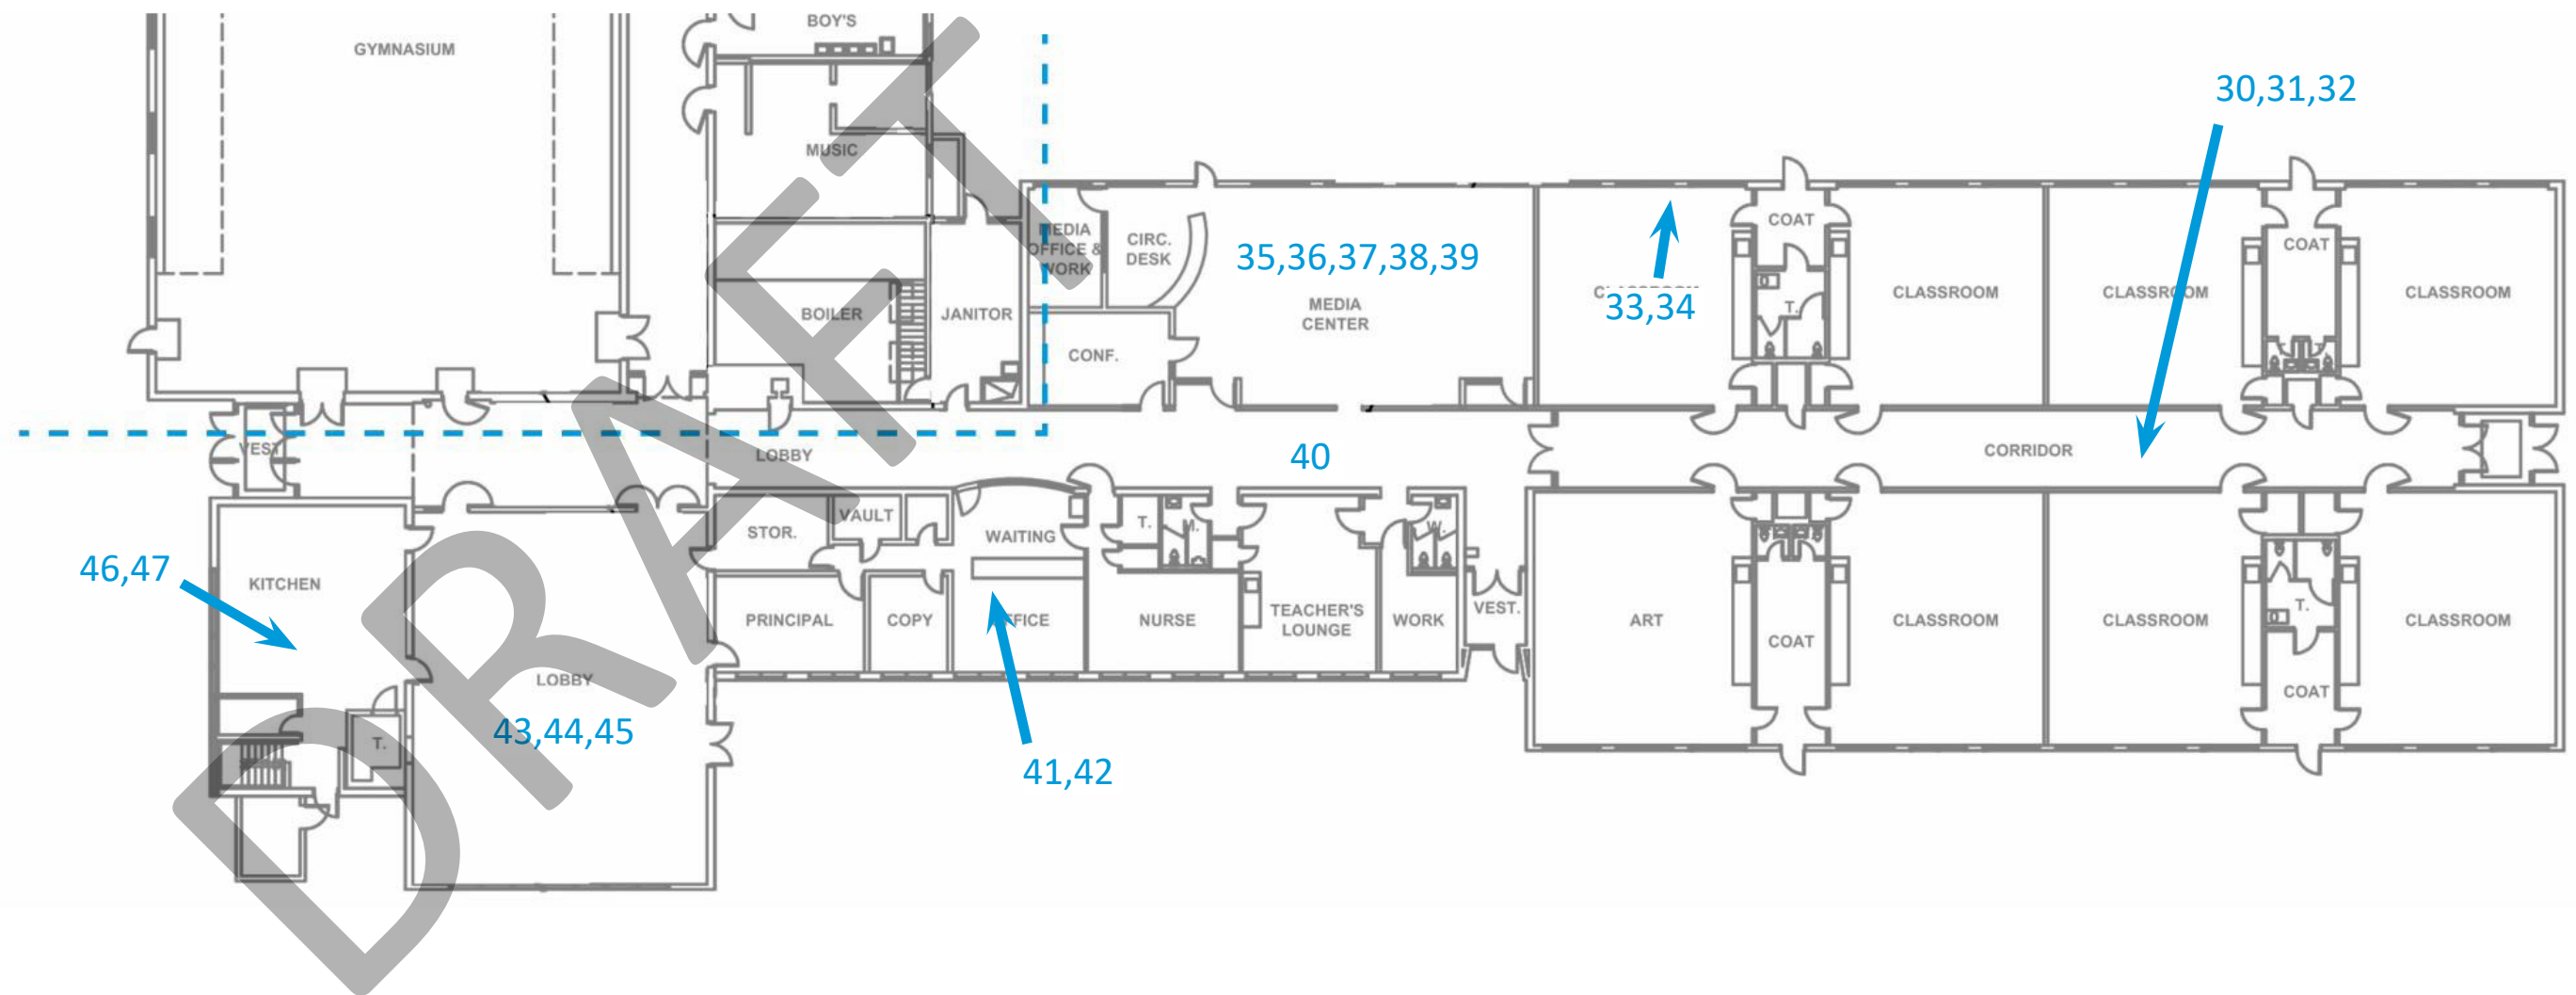 BOY'S
GYMNASIUM
30,31,32
MUSIC
COAT
MEDIA
OFFICE &
WORK
CIRC.
DESK
35,36,37,38,39
COAT
MEDIA
CENTER
33,34
CLASSROOM
CLASSROOM
CLASSROOM
T.
BOILER
JANITOR
CONF.
VEST
LOBBY
40
CORRIDOR
STOR.
VAULT
WAITING
T.
M.
W.
46,47
KITCHEN
PRINCIPAL
COPY
OFFICE
NURSE
TEACHER'S
LOUNGE
WORK
VEST.
ART
CLASSROOM
CLASSROOM
T.
CLASSROOM
COAT
LOBBY
COAT
43,44,45
T.
41,42
DRAFT